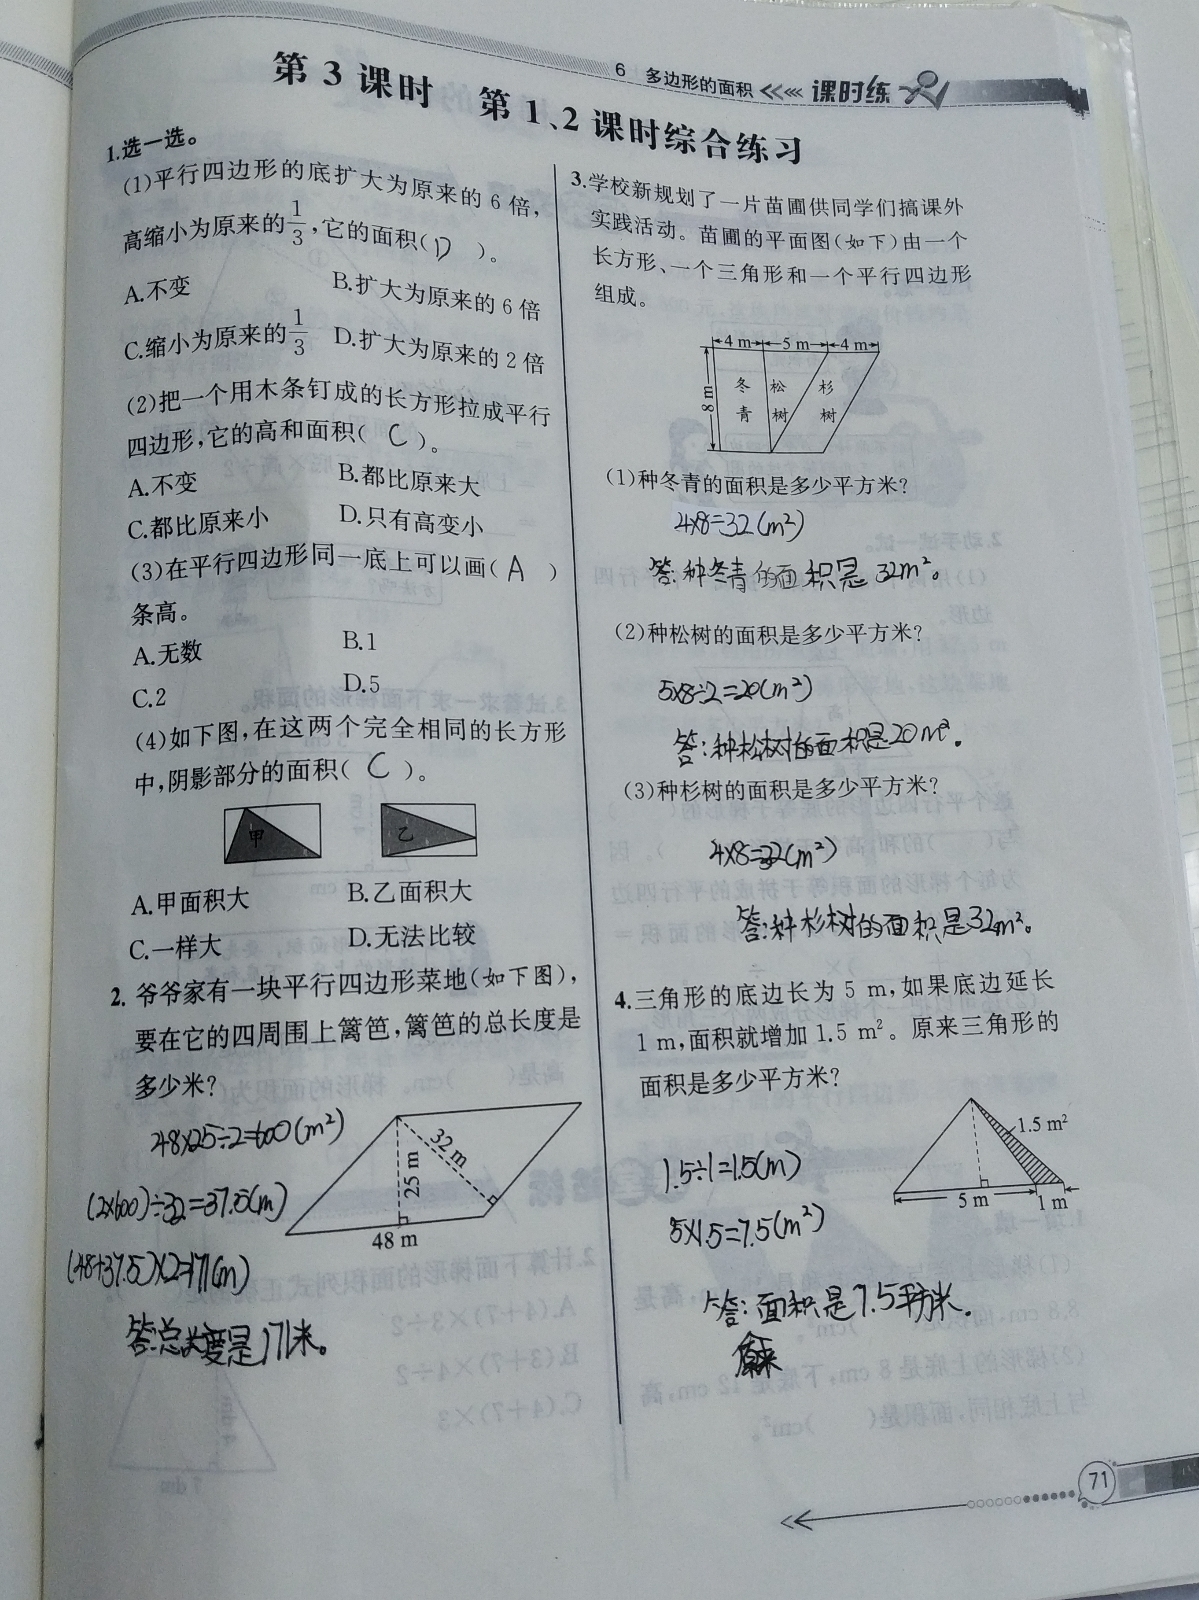 6 多边形的面积 课时练
第3课时 第1、2课时综合练习
1.选一选。
(1)平行四边形的底扩大为原来的6倍,
高缩小为原来的1/3,它的面积(D)。
A.不变 B.扩大为原来的6倍
C.缩小为原来的1/3 D.扩大为原来的2倍
(2)把一个用木条钉成的长方形拉成平行
四边形,它的高和面积(C)。
A.不变 B.都比原来大
C.都比原来小 D.只有高变小
(3)在平行四边形同一底上可以画(A)
条高。
A.无数 B.1
C.2 D.5
(4)如下图,在这两个完全相同的长方形
中,阴影部分的面积(C)。
甲 乙
A.甲面积大 B.乙面积大
C.一样大 D.无法比较
2.爷爷家有一块平行四边形菜地(如下图),
要在它的四周围上篱笆,篱笆的总长度是
多少米?
48×25÷2=600(m²)
(2×600)÷32=37.5(m)
(48+37.5)×2=171(m)
答:总长度是171米。
32 m
25 m
48 m
3.学校新规划了一片苗圃供同学们搞课外
实践活动。苗圃的平面图(如下)由一个
长方形、一个三角形和一个平行四边形
组成。
4 m 5 m 4 m
8 m
冬青 松树 杉树
(1)种冬青的面积是多少平方米?
4×8=32(m²)
答:种冬青的面积是32m²。
(2)种松树的面积是多少平方米?
5×8÷2=20(m²)
答:种松树的面积是20m²。
(3)种杉树的面积是多少平方米?
4×8=32(m²)
答:种杉树的面积是32m²。
4.三角形的底边长为5 m,如果底边延长
1 m,面积就增加1.5 m²。原来三角形的
面积是多少平方米?
1.5÷1=1.5(m)
5×1.5=7.5(m²)
答:面积是7.5平方米。
原来
1.5 m²
5 m 1 m
71